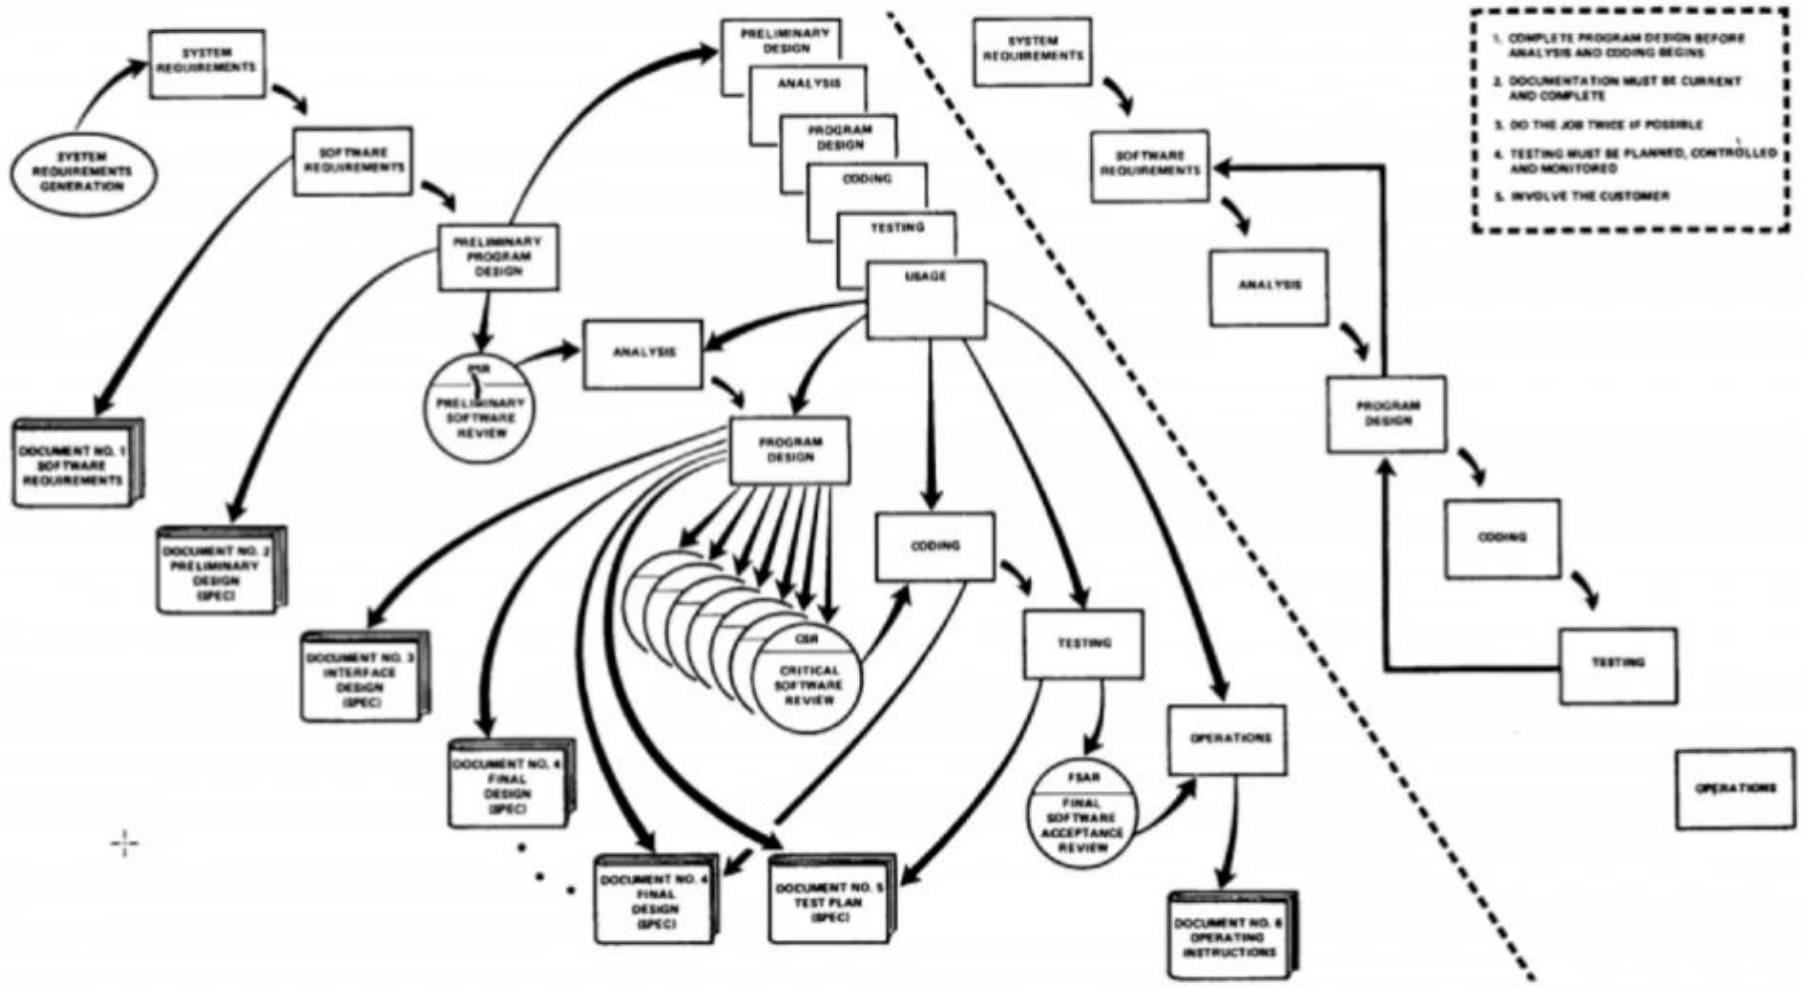 SYSTEM
REQUIREMENTS
SYSTEM
REQUIREMENTS
GENERATION
SOFTWARE
REQUIREMENTS
PRELIMINARY
PROGRAM
DESIGN
PRELIMINARY
SOFTWARE
REVIEW
PRELIMINARY
DESIGN
ANALYSIS
PROGRAM
DESIGN
CODING
TESTING
USAGE
ANALYSIS
PROGRAM
DESIGN
CSR
CRITICAL
SOFTWARE
REVIEW
CODING
TESTING
FSAR
FINAL
SOFTWARE
ACCEPTANCE
REVIEW
OPERATIONS
DOCUMENT NO. 1
SOFTWARE
REQUIREMENTS
DOCUMENT NO. 2
PRELIMINARY
DESIGN
(SPEC)
DOCUMENT NO. 3
INTERFACE
DESIGN
(SPEC)
DOCUMENT NO. 4
FINAL
DESIGN
(SPEC)
DOCUMENT NO. 4
FINAL
DESIGN
(SPEC)
DOCUMENT NO. 5
TEST PLAN
(SPEC)
DOCUMENT NO. 6
OPERATING
INSTRUCTIONS
SYSTEM
REQUIREMENTS
SOFTWARE
REQUIREMENTS
ANALYSIS
PROGRAM
DESIGN
CODING
TESTING
OPERATIONS
1. COMPLETE PROGRAM DESIGN BEFORE
ANALYSIS AND CODING BEGINS
2. DOCUMENTATION MUST BE CURRENT
AND COMPLETE
3. DO THE JOB TWICE IF POSSIBLE
4. TESTING MUST BE PLANNED, CONTROLLED
AND MONITORED
5. INVOLVE THE CUSTOMER